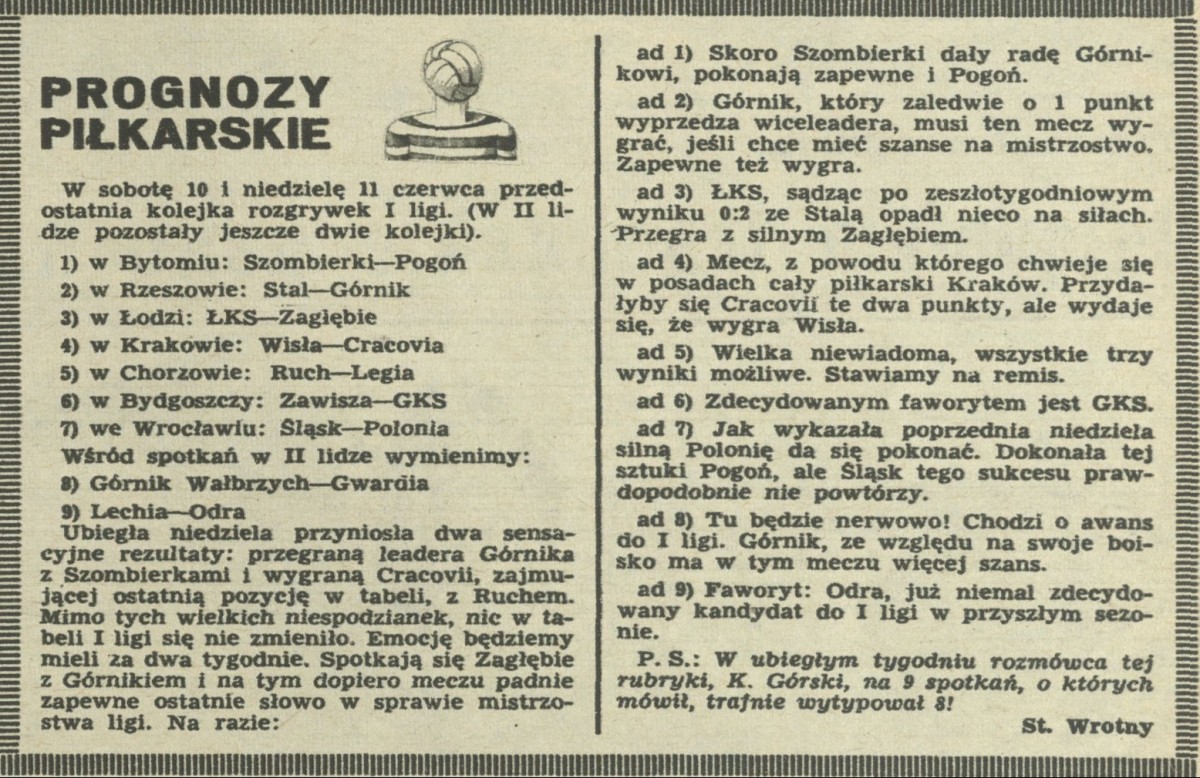 PROGNOZY
PIŁKARSKIE
W sobotę 10 i niedzielę 11 czerwca przed-
ostatnia kolejka rozgrywek I ligi. (W II li-
dze pozostały jeszcze dwie kolejki).
1) w Bytomiu: Szombierki—Pogoń
2) w Rzeszowie: Stal—Górnik
3) w Łodzi: ŁKS—Zagłębie
4) w Krakowie: Wisła—Cracovia
5) w Chorzowie: Ruch—Legia
6) w Bydgoszczy: Zawisza—GKS
7) we Wrocławiu: Śląsk—Polonia
Wśród spotkań w II lidze wymienimy:
8) Górnik Wałbrzych—Gwardia
9) Lechia—Odra
Ubiegła niedziela przyniosła dwa sensa-
cyjne rezultaty: przegraną leadera Górnika
z Szombierkami i wygraną Cracovii, zajmu-
jącej ostatnią pozycję w tabeli, z Ruchem.
Mimo tych wielkich niespodzianek, nic w ta-
beli I ligi się nie zmieniło. Emocję będziemy
mieli za dwa tygodnie. Spotkają się Zagłębie
z Górnikiem i na tym dopiero meczu padnie
zapewne ostatnie słowo w sprawie mistrzo-
stwa ligi. Na razie:
ad 1) Skoro Szombierki dały radę Górni-
kowi, pokonają zapewne i Pogoń.
ad 2) Górnik, który zaledwie o 1 punkt
wyprzedza wiceleadera, musi ten mecz wy-
grać, jeśli chce mieć szanse na mistrzostwo.
Zapewne też wygra.
ad 3) ŁKS, sądząc po zeszłotygodniowym
wyniku 0:2 ze Stalą opadł nieco na siłach.
Przegra z silnym Zagłębiem.
ad 4) Mecz, z powodu którego chwieje się
w posadach cały piłkarski Kraków. Przyda-
łyby się Cracovii te dwa punkty, ale wydaje
się, że wygra Wisła.
ad 5) Wielka niewiadoma, wszystkie trzy
wyniki możliwe. Stawiamy na remis.
ad 6) Zdecydowanym faworytem jest GKS.
ad 7) Jak wykazała poprzednia niedziela
silną Polonię da się pokonać. Dokonała tej
sztuki Pogoń, ale Śląsk tego sukcesu praw-
dopodobnie nie powtórzy.
ad 8) Tu będzie nerwowo! Chodzi o awans
do I ligi. Górnik, ze względu na swoje boi-
sko ma w tym meczu więcej szans.
ad 9) Faworyt: Odra, już niemal zdecydo-
wany kandydat do I ligi w przyszłym sezo-
nie.
P. S.: W ubiegłym tygodniu rozmówca tej
rubryki, K. Górski, na 9 spotkań, o których
mówił, trafnie wytypował 8!
St. Wrotny